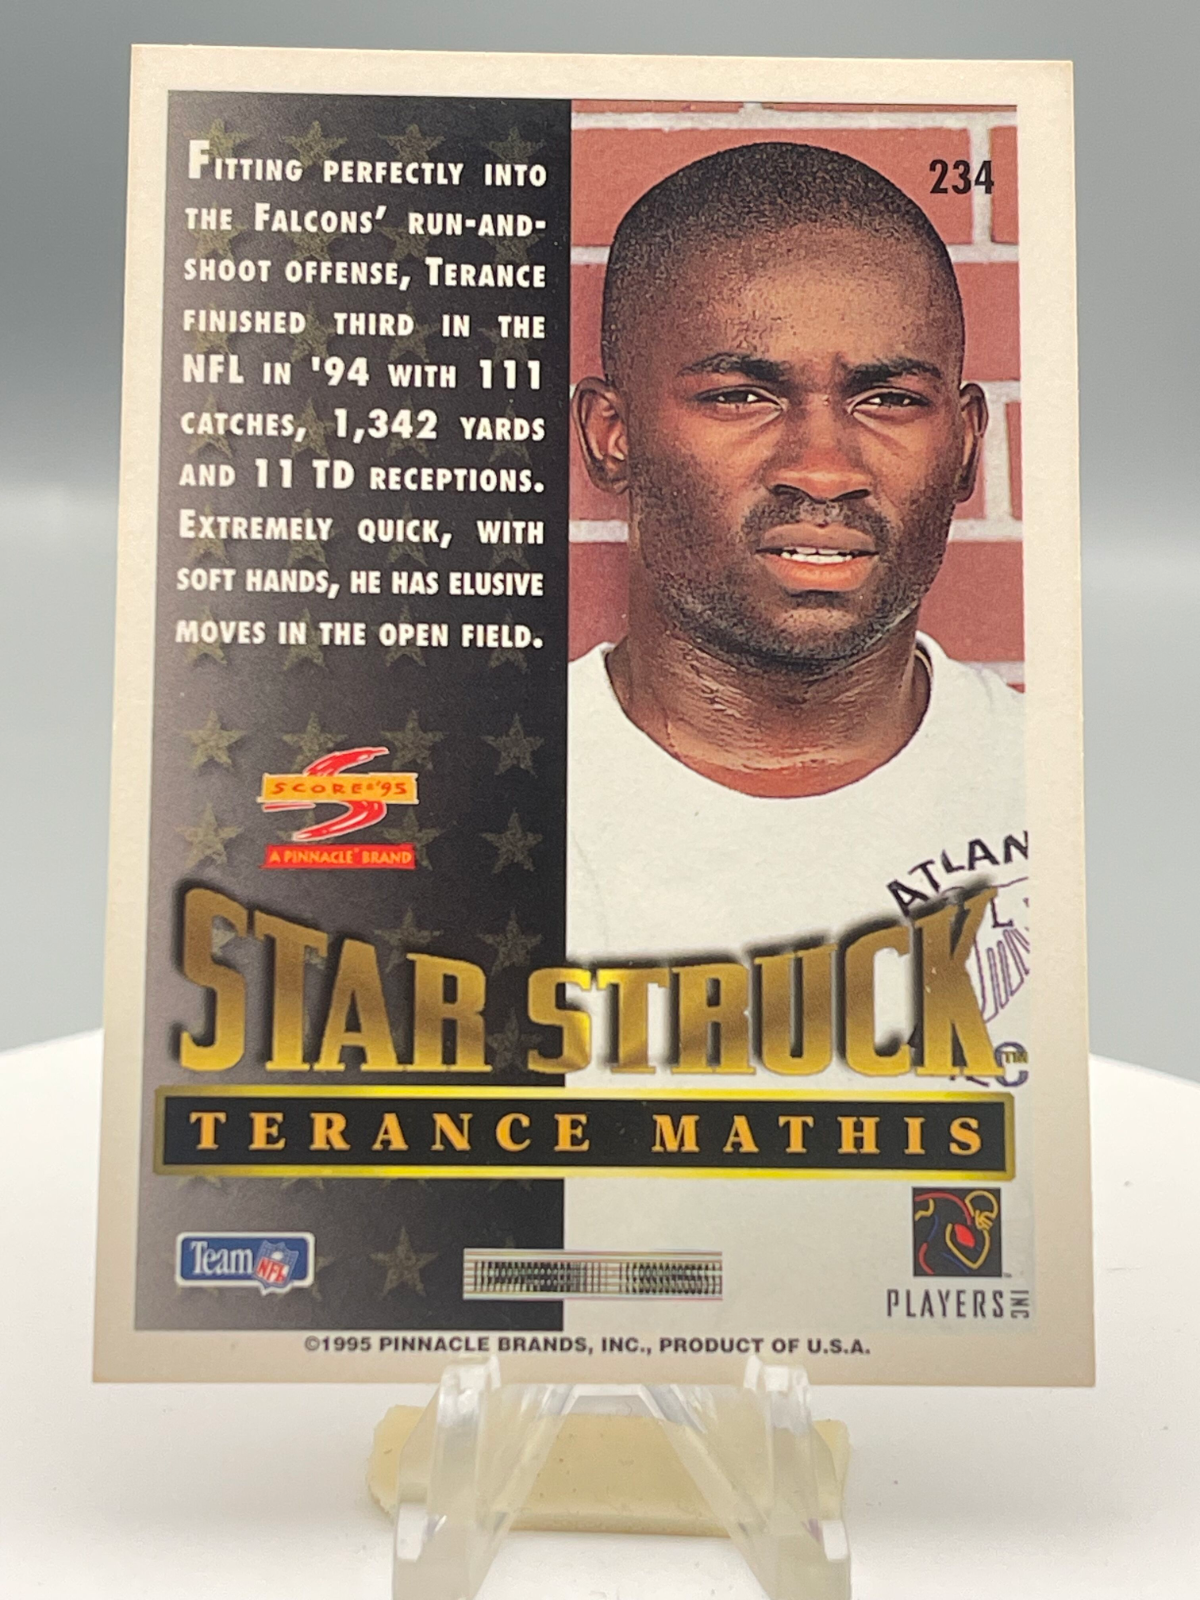 234
FITTING PERFECTLY INTO
THE FALCONS' RUN-AND-
SHOOT OFFENSE, TERANCE
FINISHED THIRD IN THE
NFL IN '94 WITH 111
CATCHES, 1,342 YARDS
AND 11 TD RECEPTIONS.
EXTREMELY QUICK, WITH
SOFT HANDS, HE HAS ELUSIVE
MOVES IN THE OPEN FIELD.
SCORE '95
A PINNACLE BRAND
ATLAN
STAR STRUCK
TM
TERANCE MATHIS
Team NFL
PLAYERS INC
©1995 PINNACLE BRANDS, INC., PRODUCT OF U.S.A.